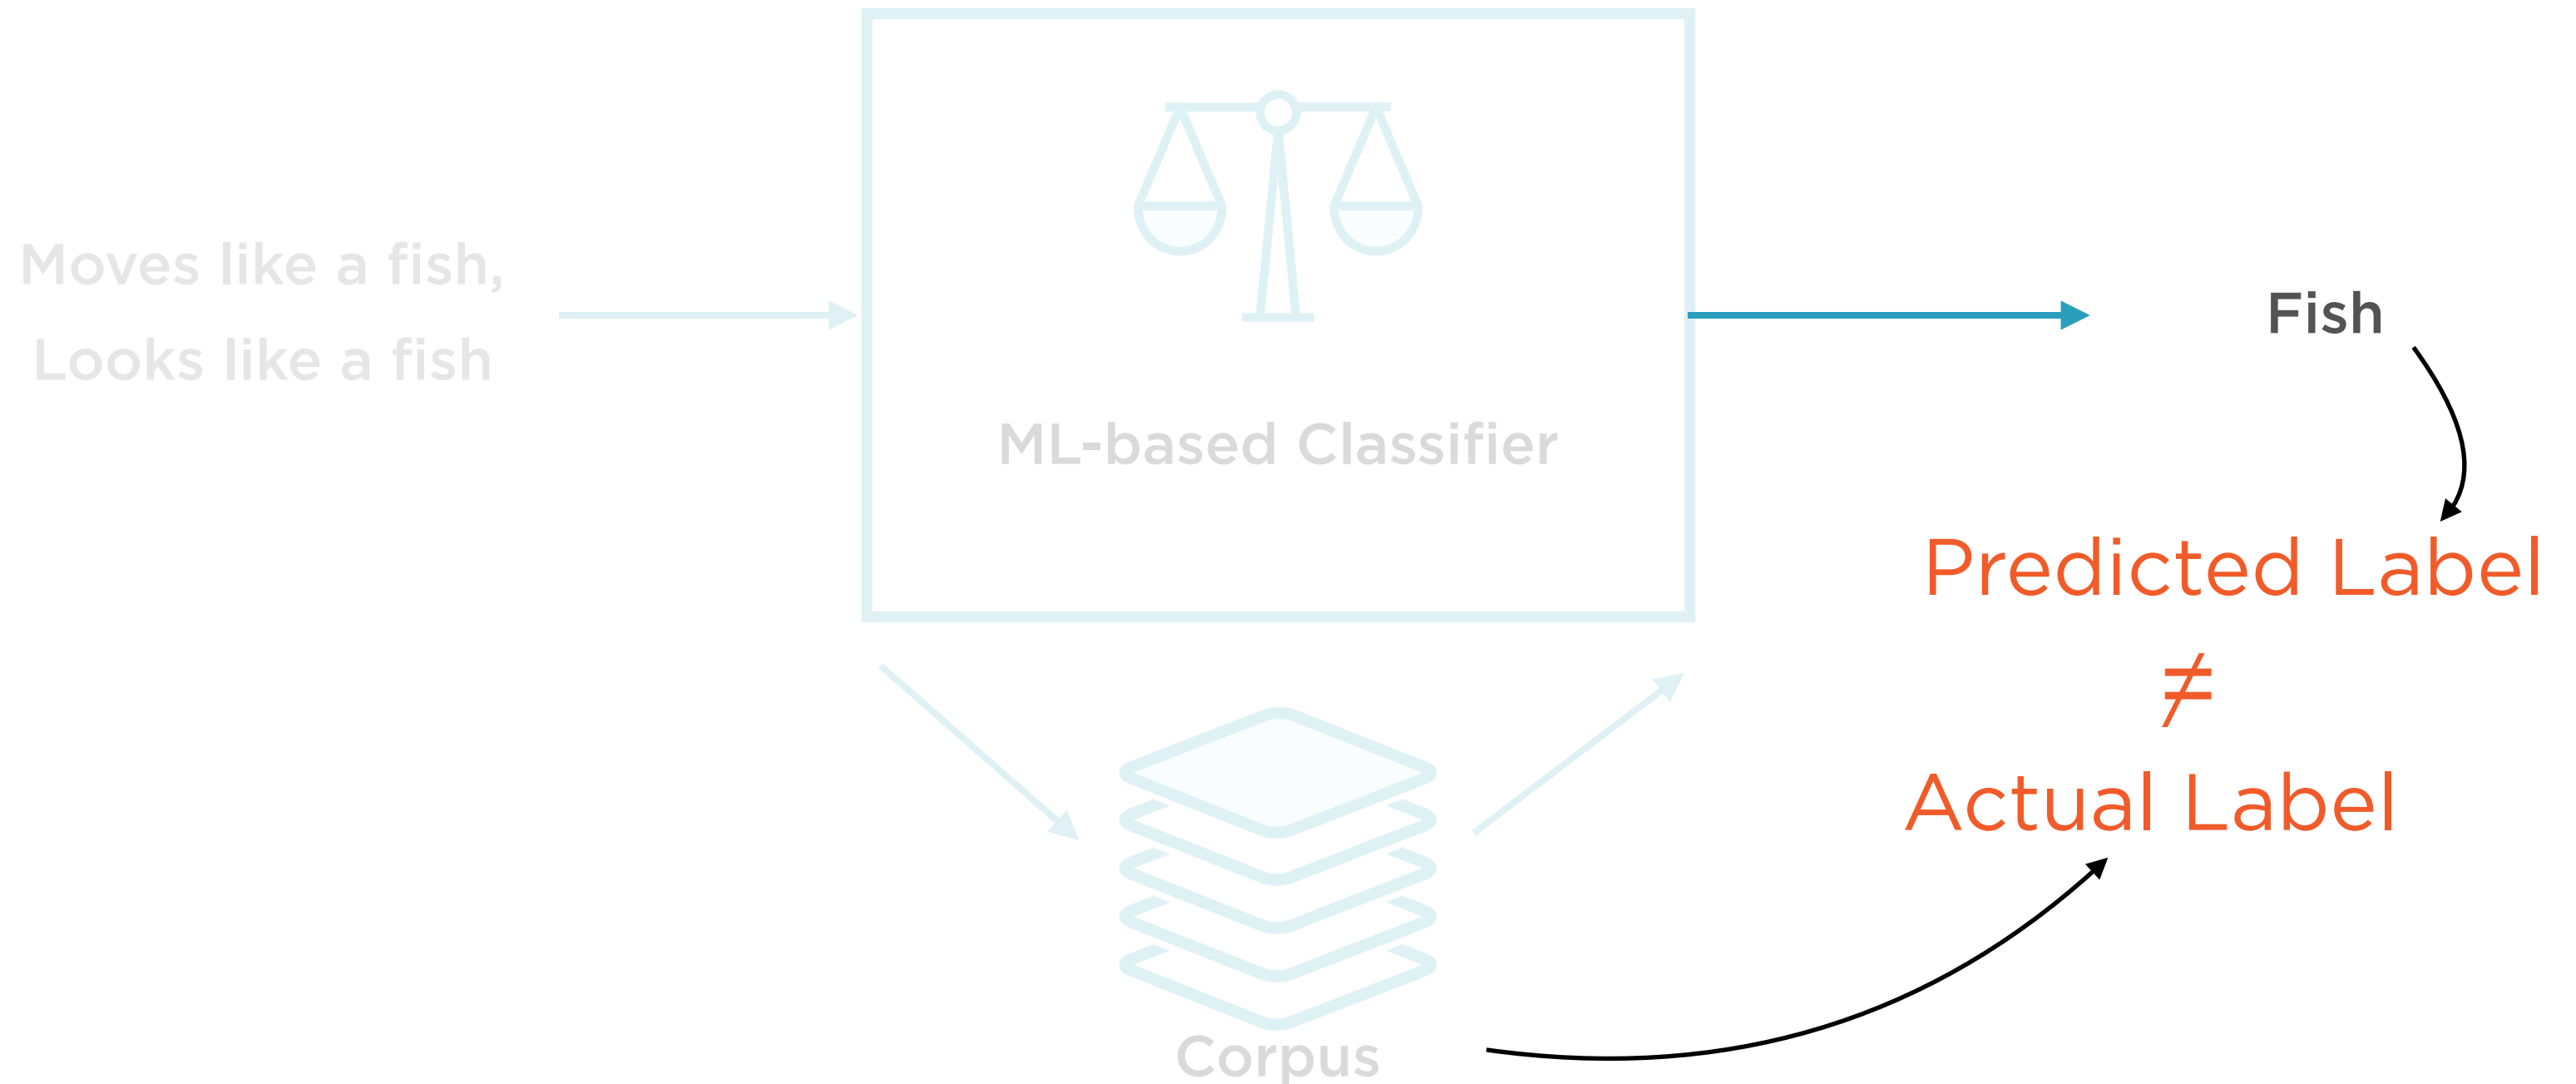 Moves like a fish,
Looks like a fish
ML-based Classifier
Fish
Predicted Label
≠
Actual Label
Corpus